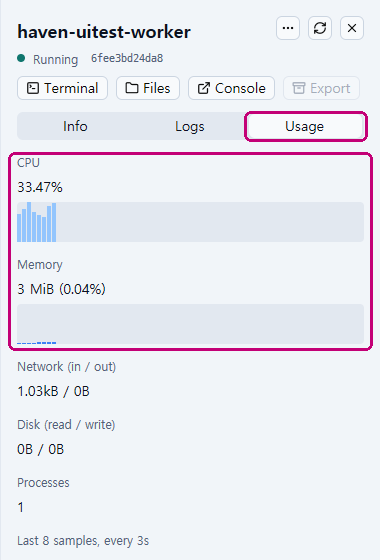 haven-uitest-worker
Running 6fee3bd24da8
Terminal Files Console Export
Info Logs Usage
CPU
33.47%
Memory
3 MiB (0.04%)
Network (in / out)
1.03kB / 0B
Disk (read / write)
0B / 0B
Processes
1
Last 8 samples, every 3s